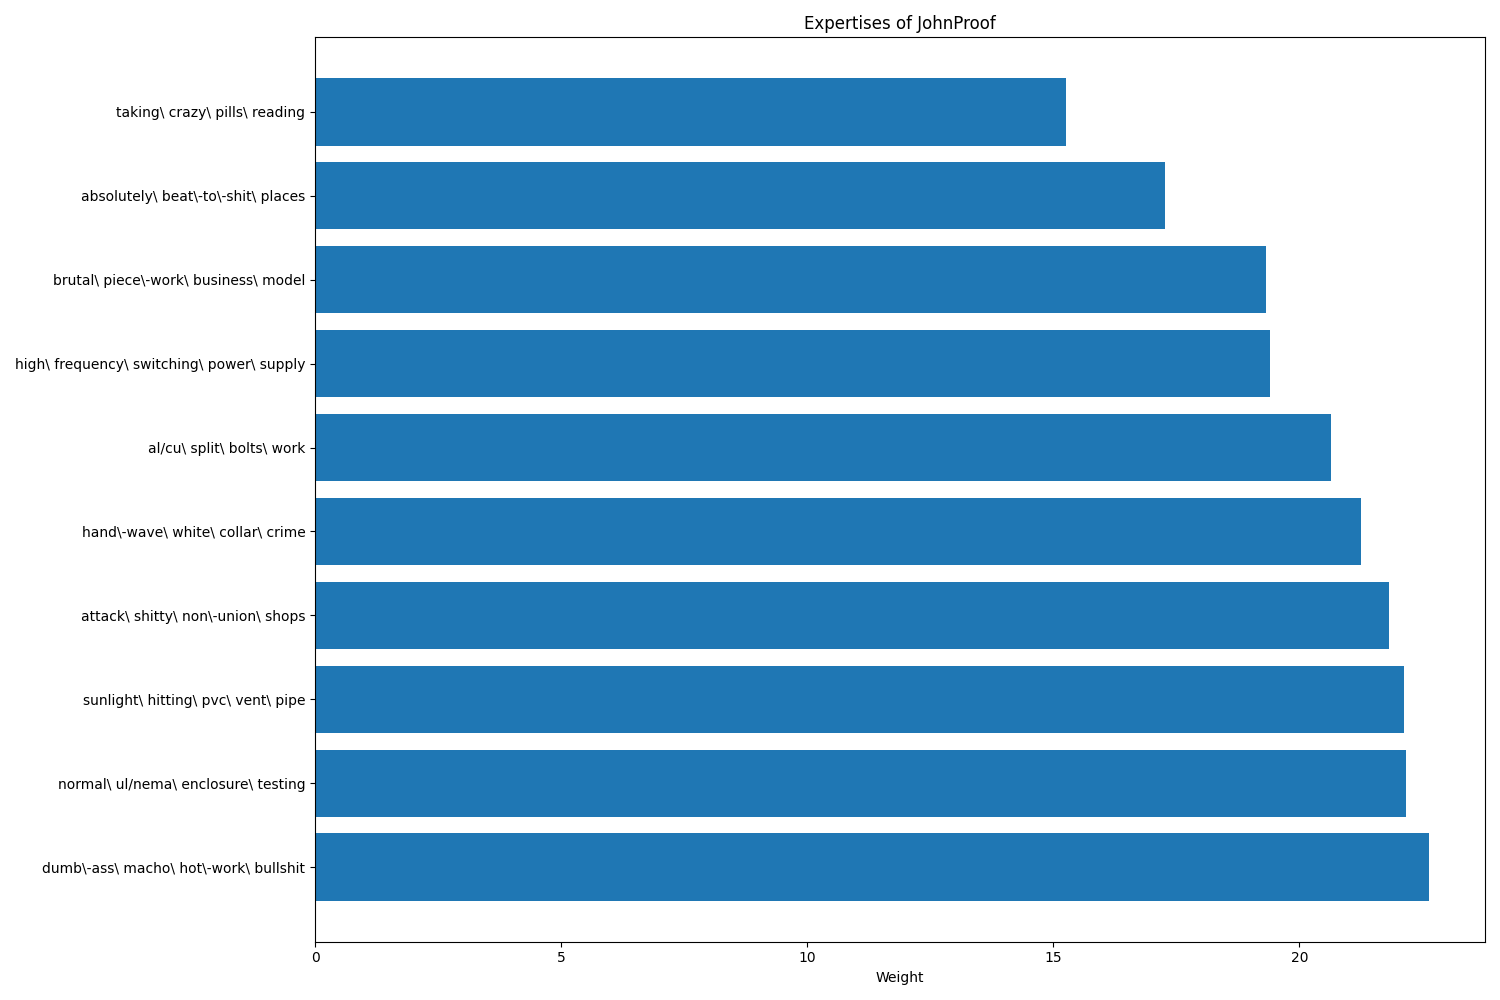 Expertises of JohnProof
taking\ crazy\ pills\ reading
absolutely\ beat\-to\-shit\ places
brutal\ piece\-work\ business\ model
high\ frequency\ switching\ power\ supply
al/cu\ split\ bolts\ work
hand\-wave\ white\ collar\ crime
attack\ shitty\ non\-union\ shops
sunlight\ hitting\ pvc\ vent\ pipe
normal\ ul/nema\ enclosure\ testing
dumb\-ass\ macho\ hot\-work\ bullshit
0 5 10 15 20
Weight